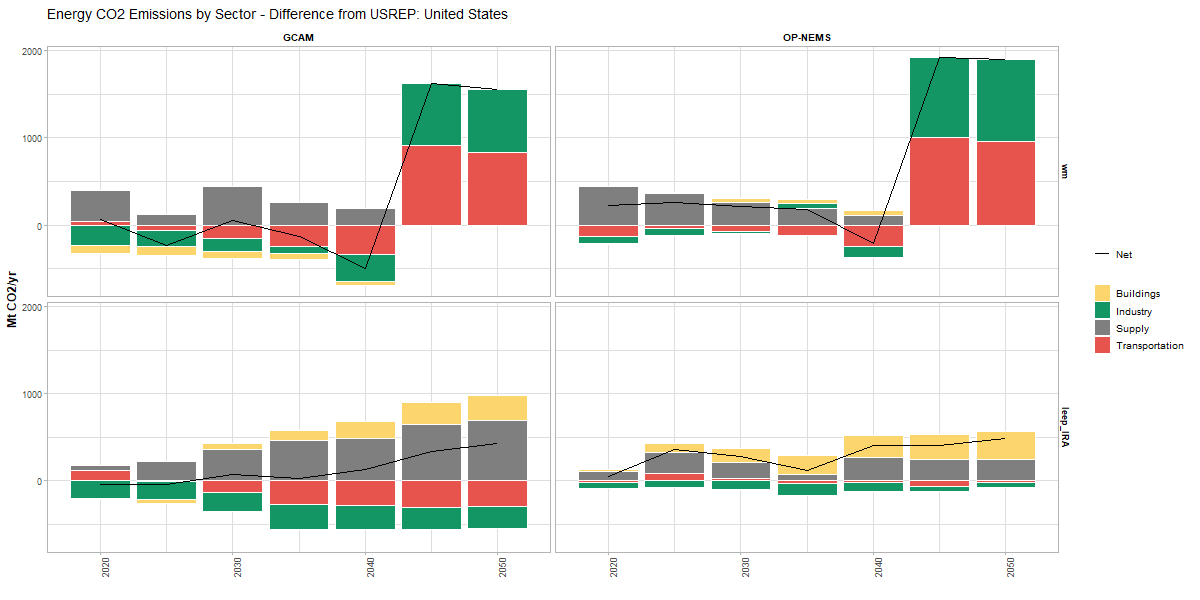 Energy CO2 Emissions by Sector - Difference from USREP: United States
GCAM
OP-NEMS
2000
1000
0
wm
2000
1000
0
leep_IRA
Mt CO2/yr
2020
2030
2040
2050
2020
2030
2040
2050
Net
Buildings
Industry
Supply
Transportation